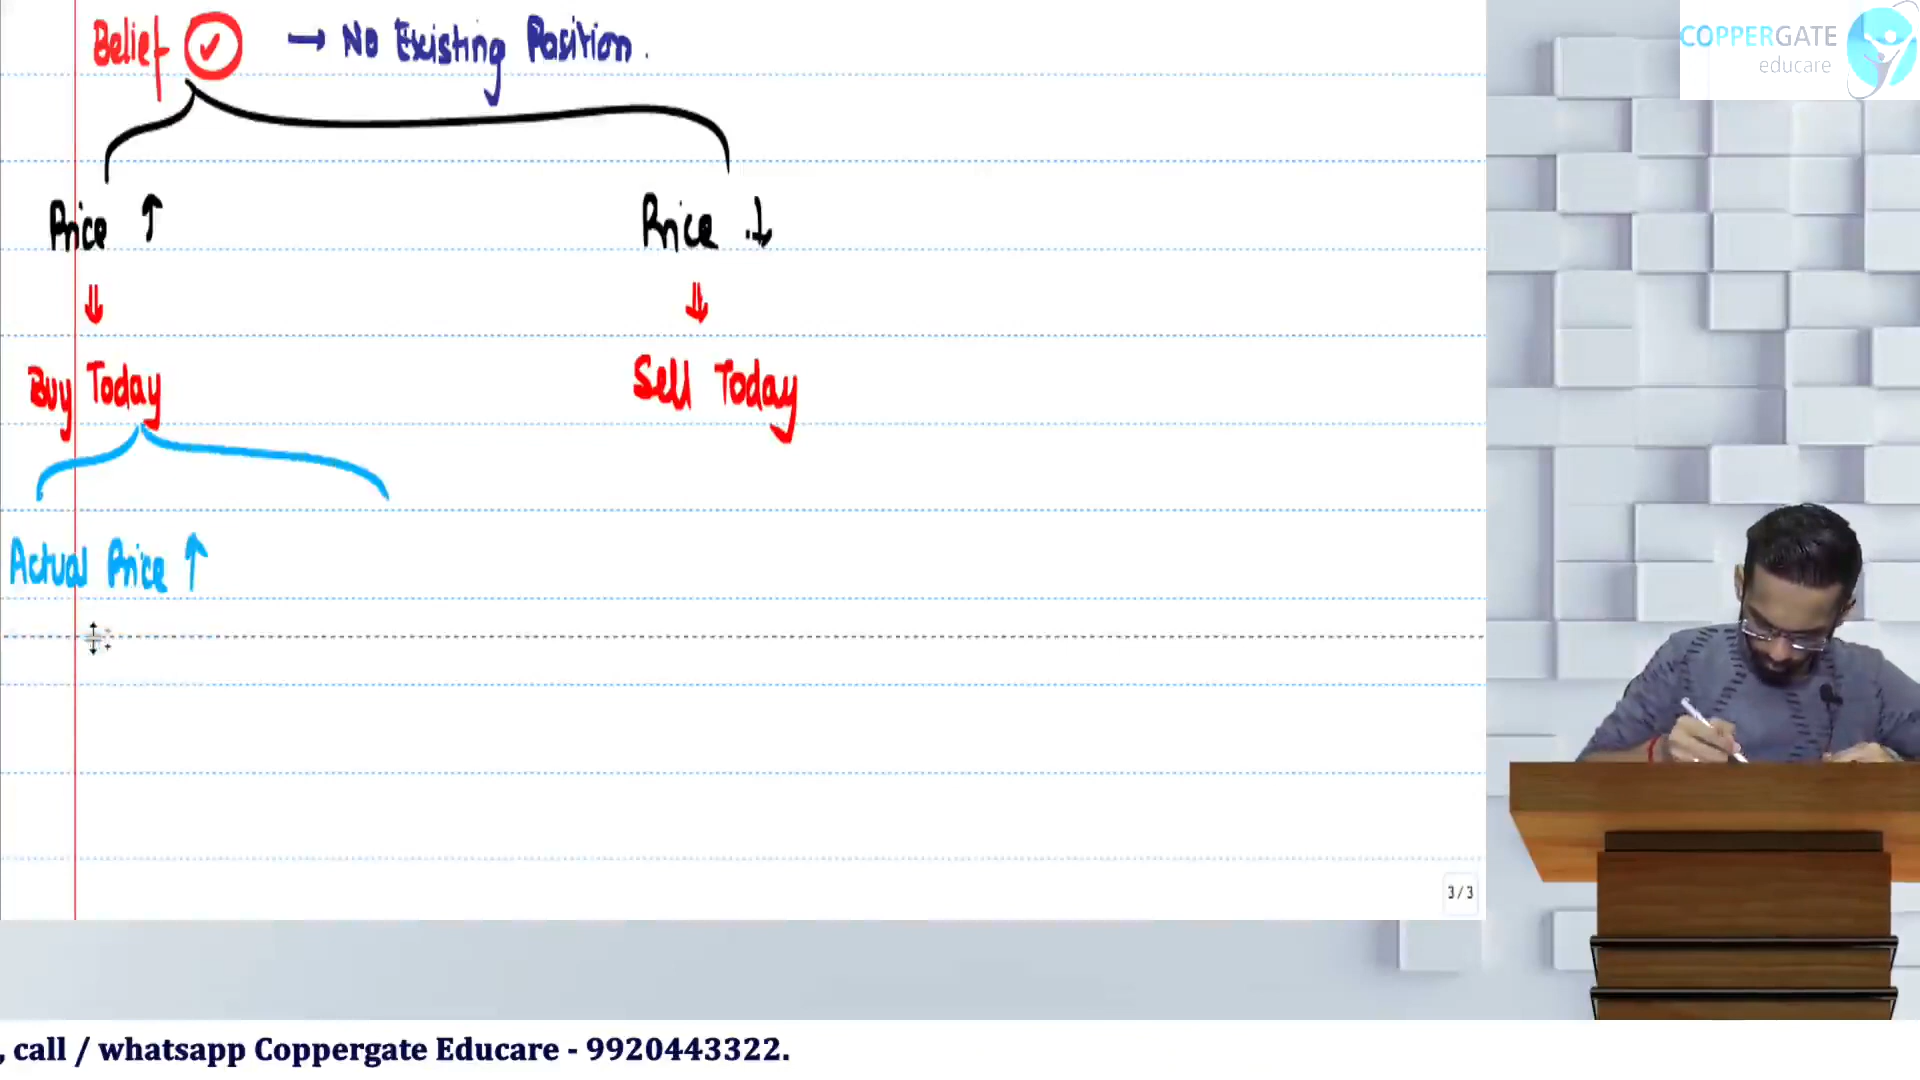 Belief ✓ → No Existing Position.
Price ↑ Price ↓
⇓ ⇓
Buy Today Sell Today
Actual Price ↑
3/3
COPPERGATE
educare
, call / whatsapp Coppergate Educare - 9920443322.